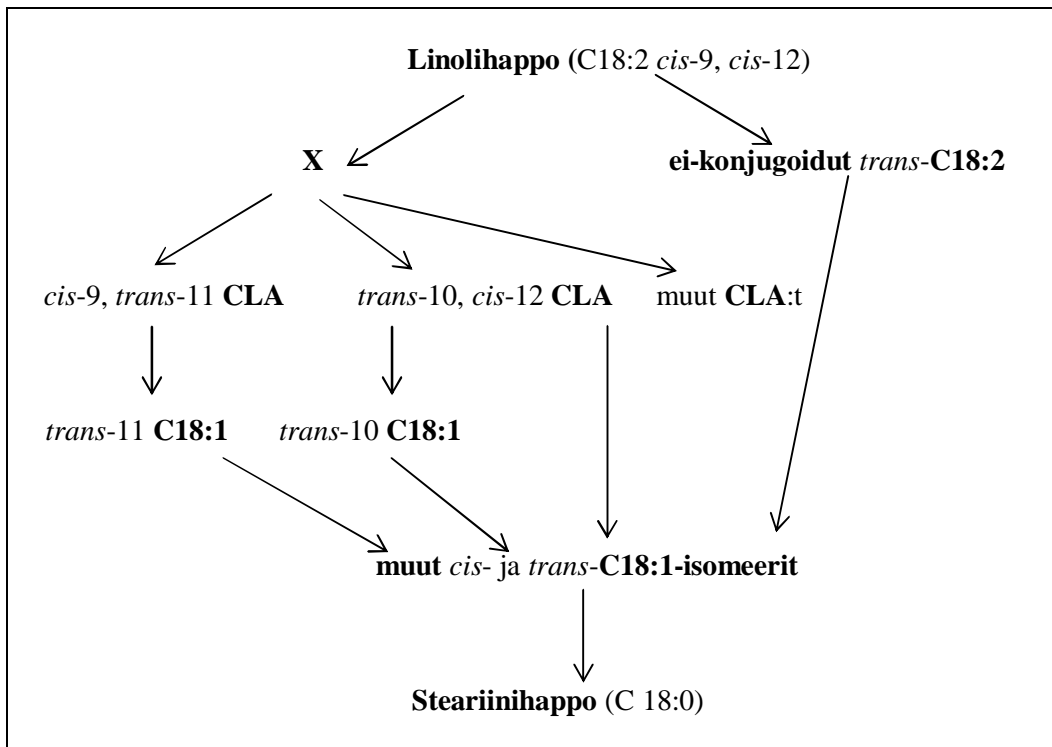 Linolihappo (C18:2 cis-9, cis-12)
X
ei-konjugoidut trans-C18:2
cis-9, trans-11 CLA
trans-10, cis-12 CLA
muut CLA:t
trans-11 C18:1
trans-10 C18:1
muut cis- ja trans-C18:1-isomeerit
Steariinihappo (C 18:0)